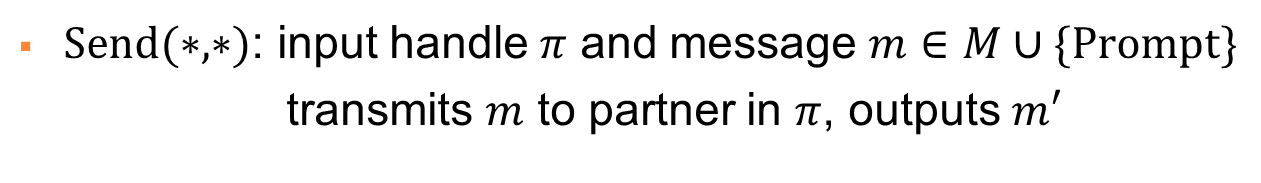 ▪ Send(∗,∗): input handle π and message m ∈ M ∪ {Prompt}
transmits m to partner in π, outputs m′